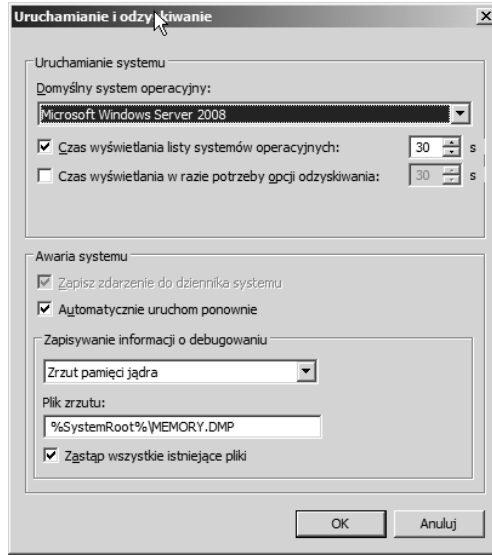 Uruchamianie i odzyskiwanie
Uruchamianie systemu
Domyślny system operacyjny:
Microsoft Windows Server 2008
Czas wyświetlania listy systemów operacyjnych: 30 s
Czas wyświetlania w razie potrzeby opcji odzyskiwania: 30 s
Awaria systemu
Zapisz zdarzenie do dziennika systemu
Automatycznie uruchom ponownie
Zapisywanie informacji o debugowaniu
Zrzut pamięci jądra
Plik zrzutu:
%SystemRoot%\MEMORY.DMP
Zastąp wszystkie istniejące pliki
OK Anuluj